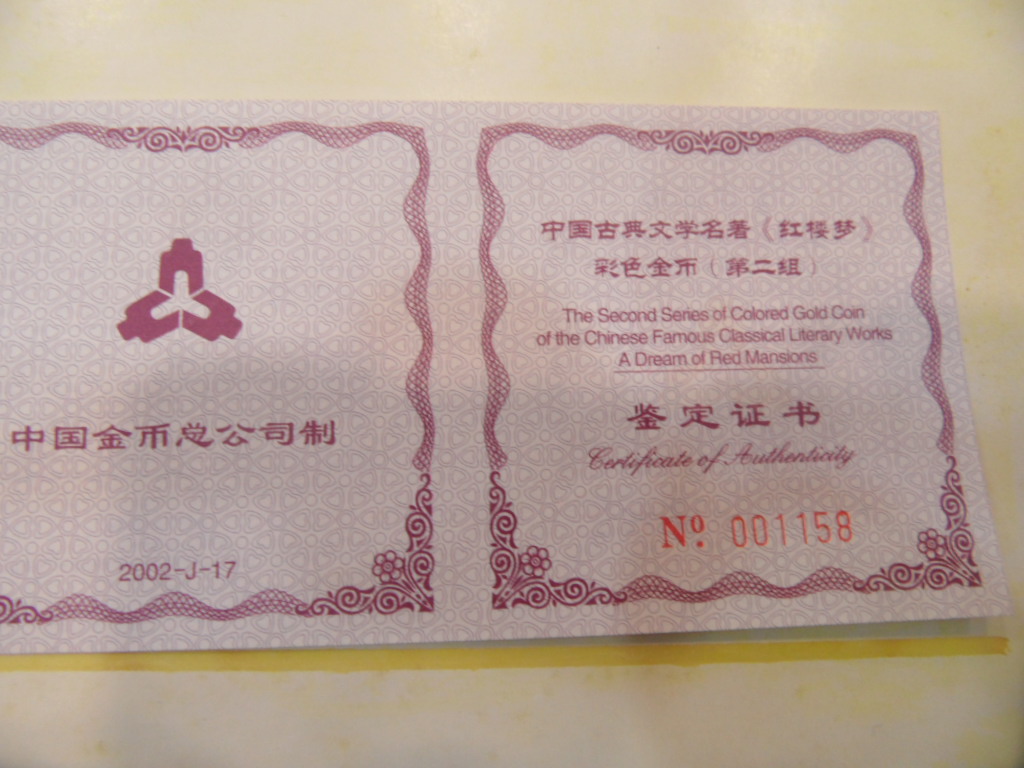 中国金币总公司制
2002-J-17
中国古典文学名著《红楼梦》
彩色金币（第二组）
The Second Series of Colored Gold Coin
of the Chinese Famous Classical Literary Works
A Dream of Red Mansions
鉴定证书
Certificate of Authenticity
Nº. 001158